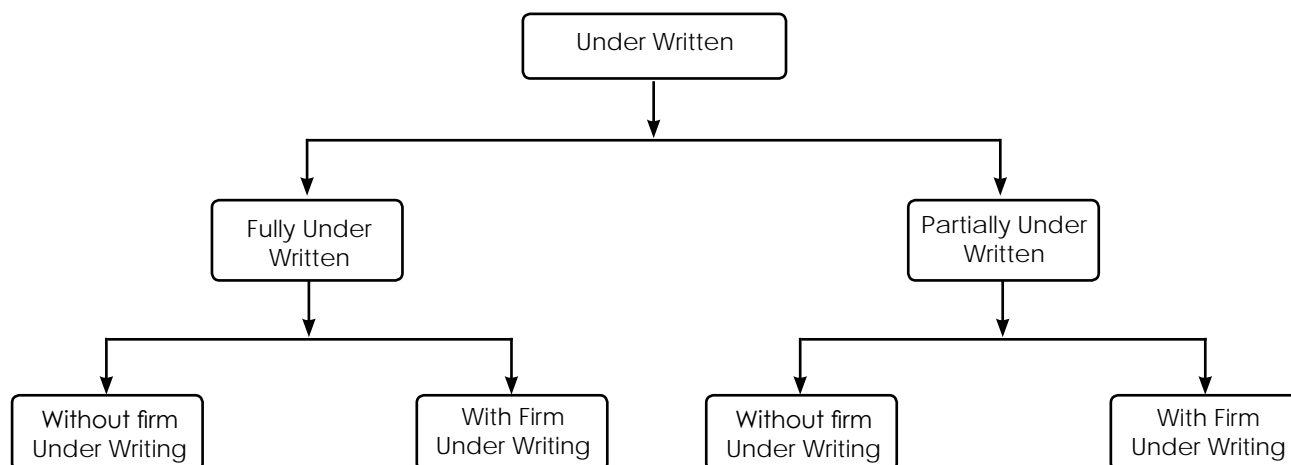 Under Written
Fully Under
Written
Partially Under
Written
Without firm
Under Writing
With Firm
Under Writing
Without firm
Under Writing
With Firm
Under Writing